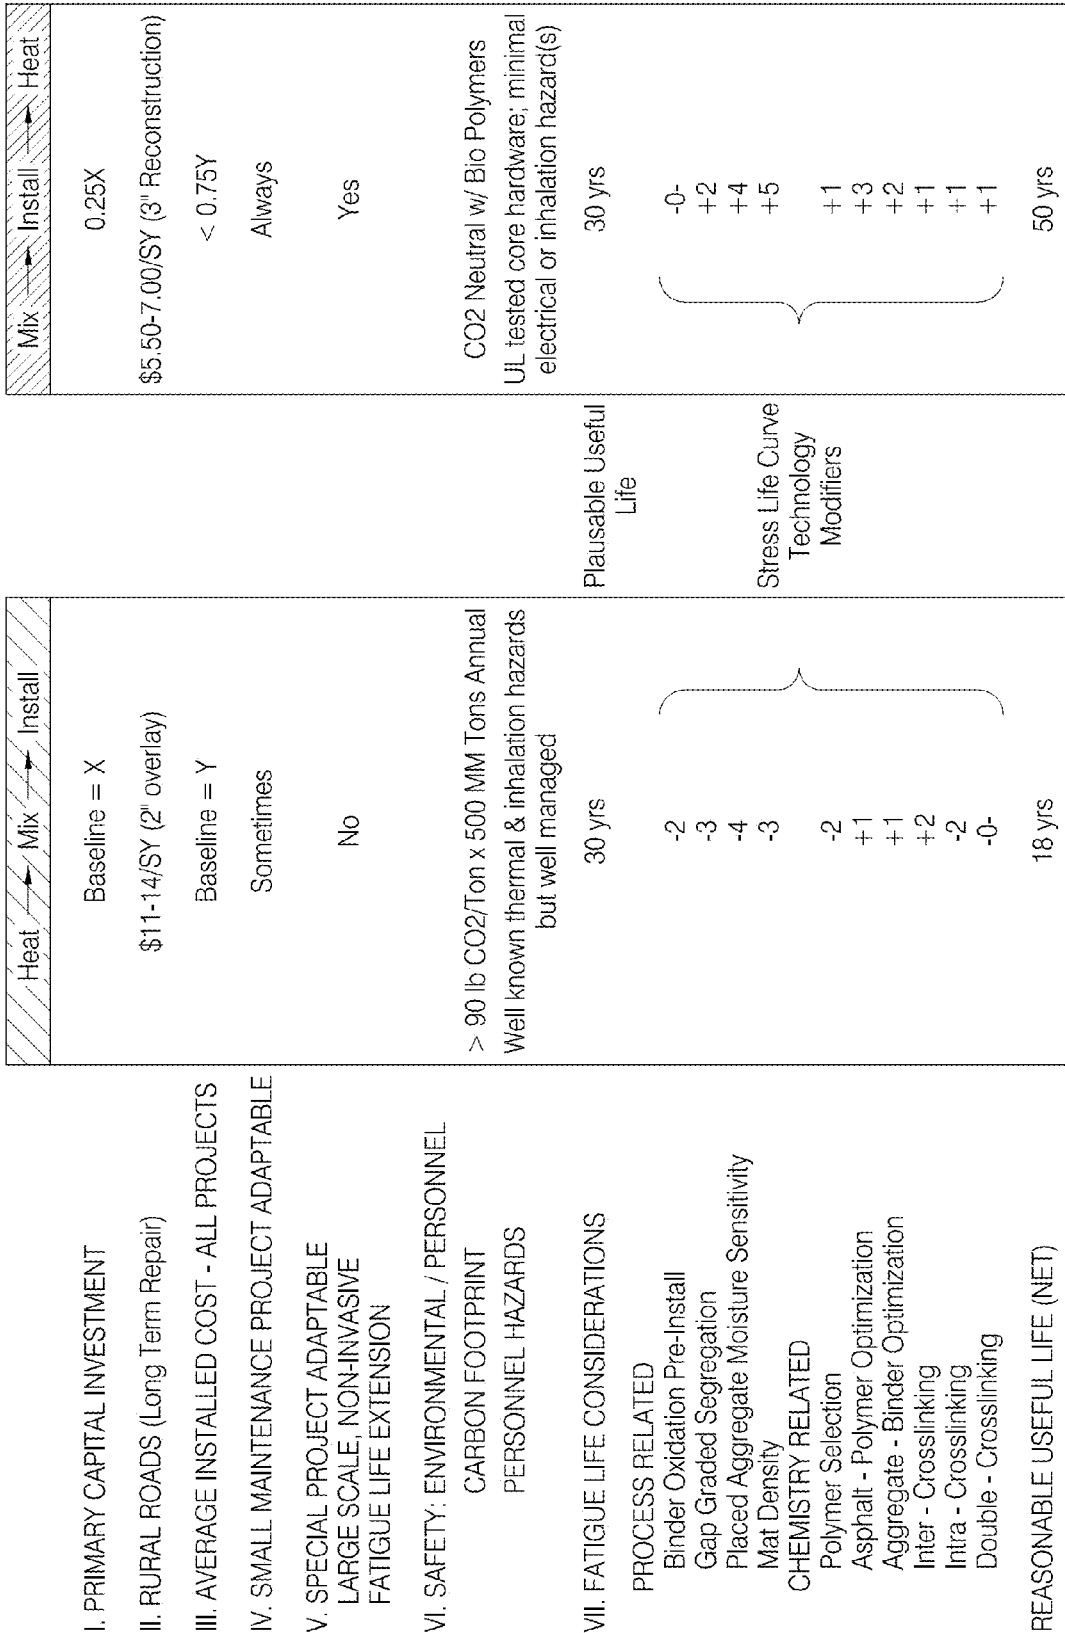 Heat → Mix → Install
Mix → Install → Heat
I. PRIMARY CAPITAL INVESTMENT
Baseline = X
0.25X
II. RURAL ROADS (Long Term Repair)
$11-14/SY (2" overlay)
$5.50-7.00/SY (3" Reconstruction)
III. AVERAGE INSTALLED COST - ALL PROJECTS
Baseline = Y
< 0.75Y
IV. SMALL MAINTENANCE PROJECT ADAPTABLE
Sometimes
Always
V. SPECIAL PROJECT ADAPTABLE
LARGE SCALE, NON-INVASIVE
FATIGUE LIFE EXTENSION
No
Yes
VI. SAFETY: ENVIRONMENTAL / PERSONNEL
CARBON FOOTPRINT
> 90 lb CO2/Ton x 500 MM Tons Annual
CO2 Neutral w/ Bio Polymers
PERSONNEL HAZARDS
Well known thermal & inhalation hazards
but well managed
UL tested core hardware; minimal
electrical or inhalation hazard(s)
VII. FATIGUE LIFE CONSIDERATIONS
30 yrs
Plausable Useful
Life
30 yrs
PROCESS RELATED
Binder Oxidation Pre-Install
-2
-0-
Gap Graded Segregation
-3
+2
Placed Aggregate Moisture Sensitivity
-4
+4
Mat Density
-3
+5
Stress Life Curve
Technology
Modifiers
CHEMISTRY RELATED
Polymer Selection
-2
+1
Asphalt - Polymer Optimization
+1
+3
Aggregate - Binder Optimization
+1
+2
Inter - Crosslinking
+2
+1
Intra - Crosslinking
-2
+1
Double - Crosslinking
-0-
+1
REASONABLE USEFUL LIFE (NET)
18 yrs
50 yrs